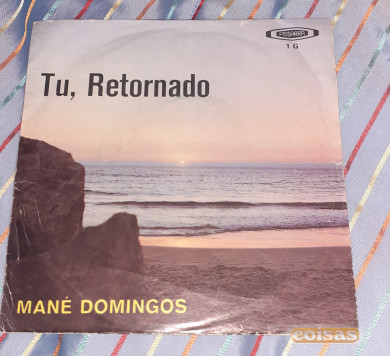 1 G
Tu, Retornado
MANÉ DOMINGOS
coisas